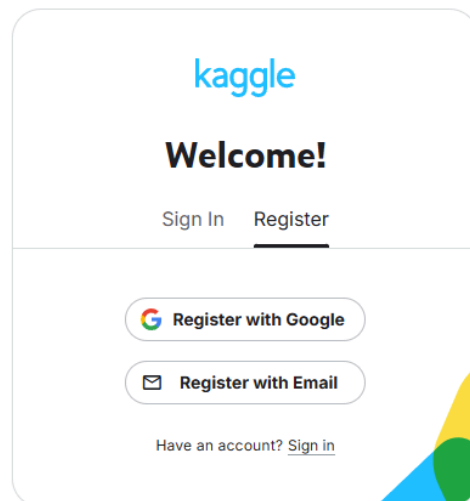 kaggle
Welcome!
Sign In Register
Register with Google
Register with Email
Have an account? Sign in